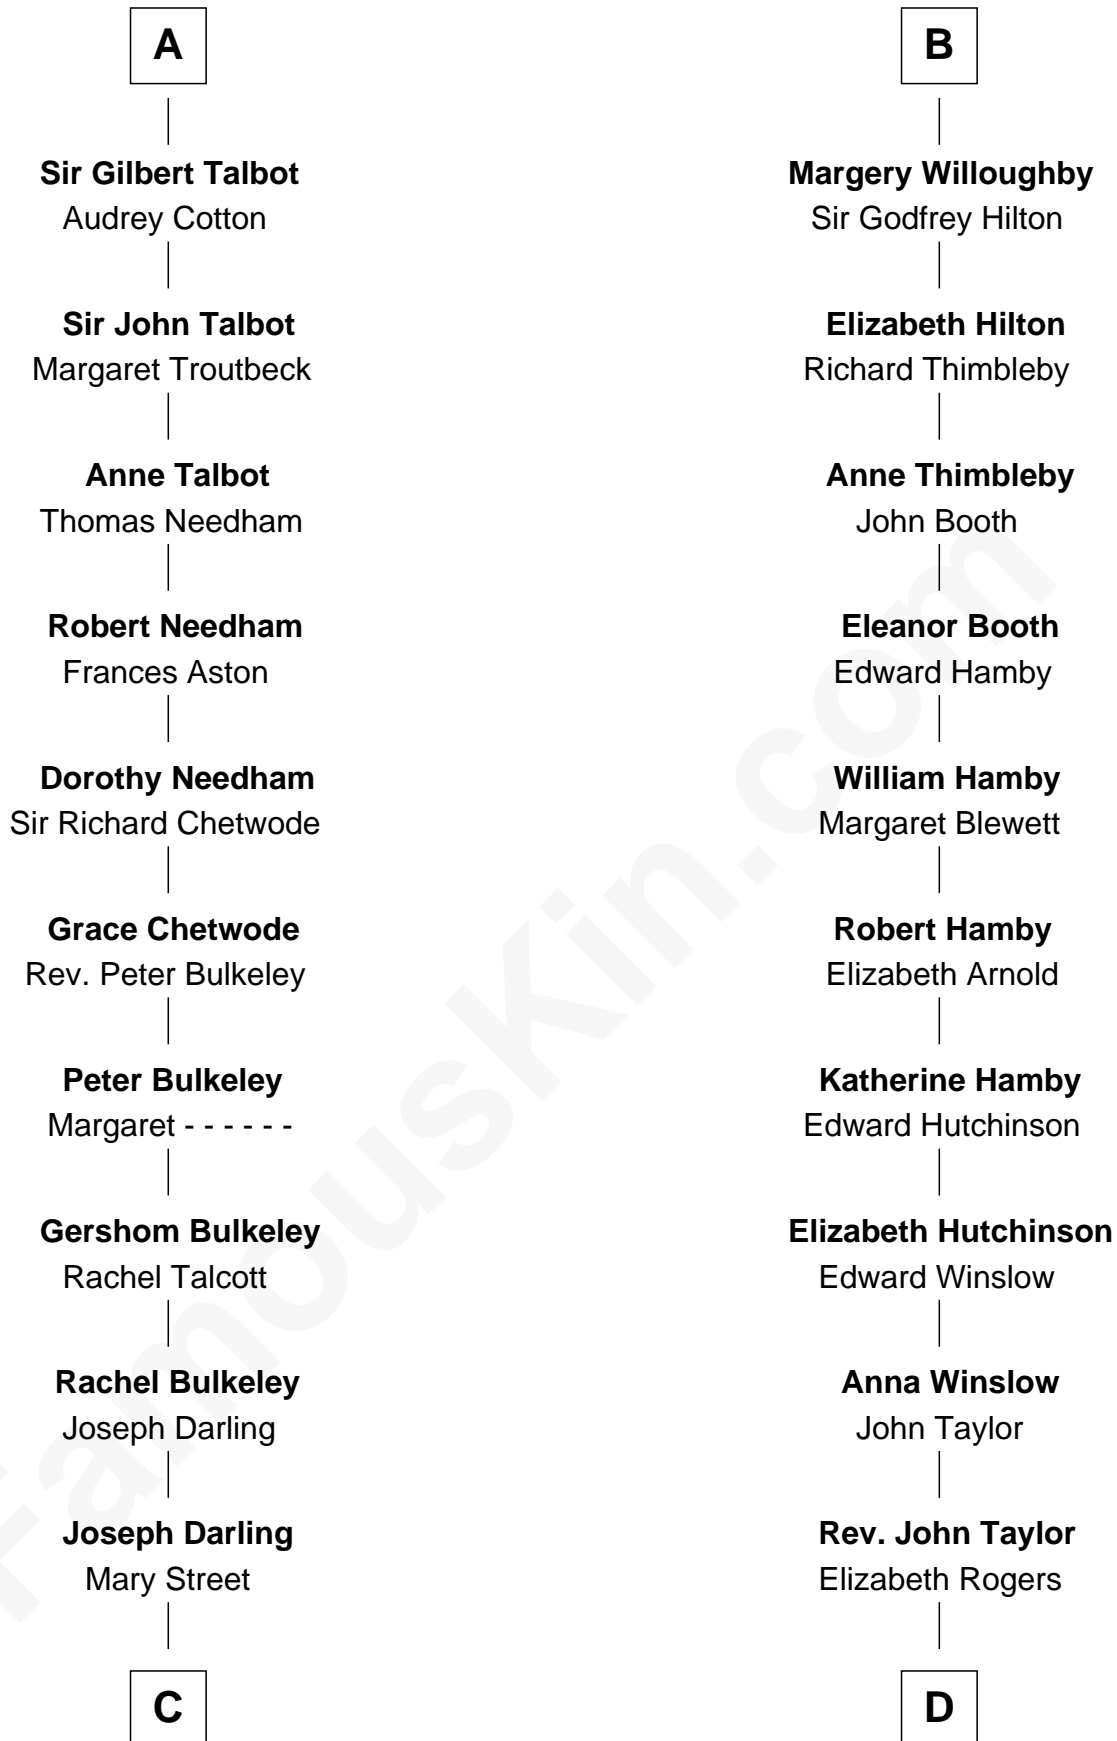 A
Sir Gilbert Talbot
Audrey Cotton
Sir John Talbot
Margaret Troutbeck
Anne Talbot
Thomas Needham
Robert Needham
Frances Aston
Dorothy Needham
Sir Richard Chetwode
Grace Chetwode
Rev. Peter Bulkeley
Peter Bulkeley
Margaret - - - - - -
Gershom Bulkeley
Rachel Talcott
Rachel Bulkeley
Joseph Darling
Joseph Darling
Mary Street
C
B
Margery Willoughby
Sir Godfrey Hilton
Elizabeth Hilton
Richard Thimbleby
Anne Thimbleby
John Booth
Eleanor Booth
Edward Hamby
William Hamby
Margaret Blewett
Robert Hamby
Elizabeth Arnold
Katherine Hamby
Edward Hutchinson
Elizabeth Hutchinson
Edward Winslow
Anna Winslow
John Taylor
Rev. John Taylor
Elizabeth Rogers
D
FamousKin.com